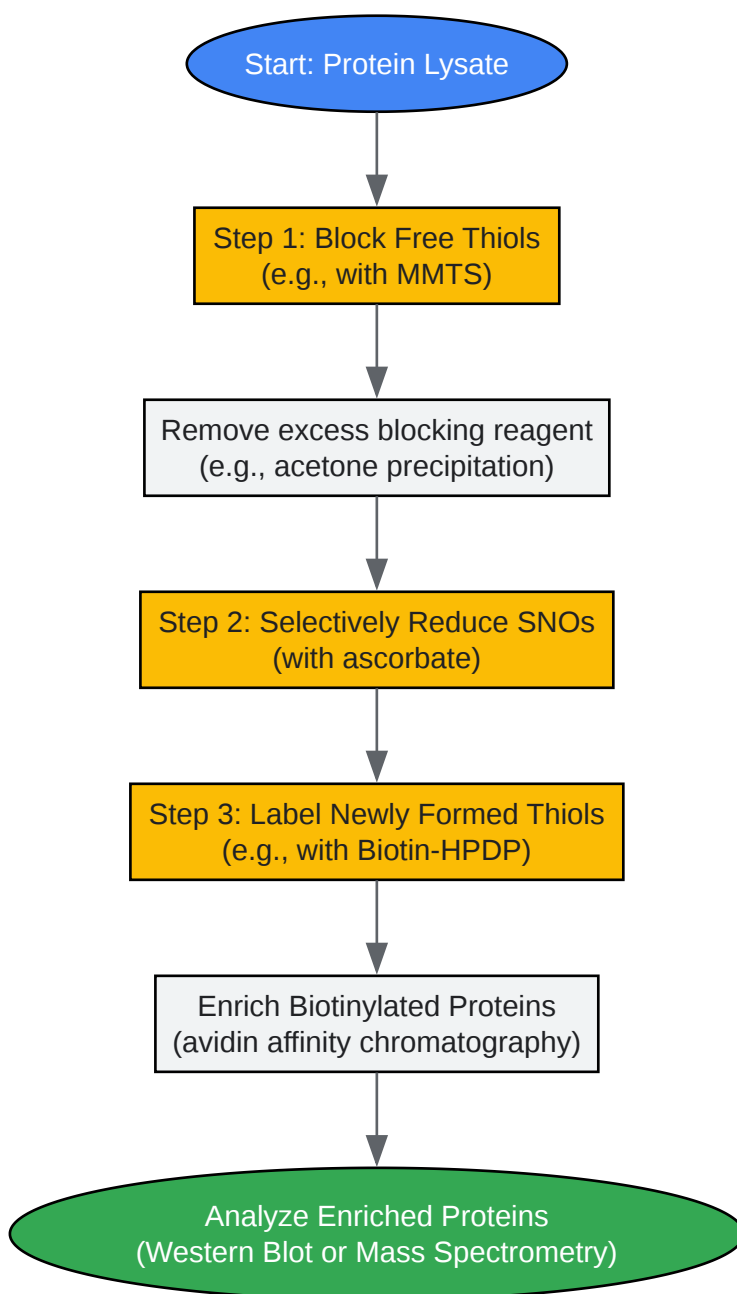 Start: Protein Lysate
Step 1: Block Free Thiols
(e.g., with MMTS)
Remove excess blocking reagent
(e.g., acetone precipitation)
Step 2: Selectively Reduce SNOs
(with ascorbate)
Step 3: Label Newly Formed Thiols
(e.g., with Biotin-HPDP)
Enrich Biotinylated Proteins
(avidin affinity chromatography)
Analyze Enriched Proteins
(Western Blot or Mass Spectrometry)